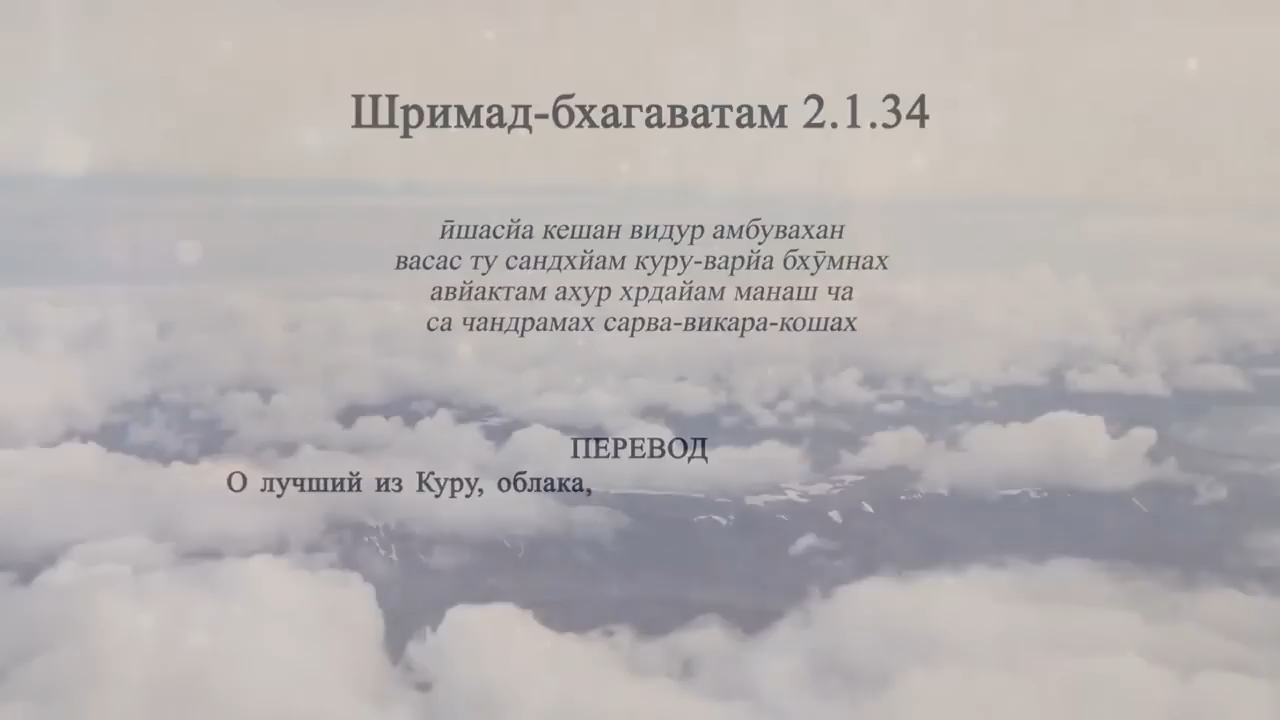 Шримад-бхагаватам 2.1.34
ӣшасйа кешан видур амбувахан
васас ту сандхйам куру-варйа бхӯмнах
авйактам ахур хрдайам манаш ча
са чандрамах сарва-викара-кошах
ПЕРЕВОД
О лучший из Куру, облака,